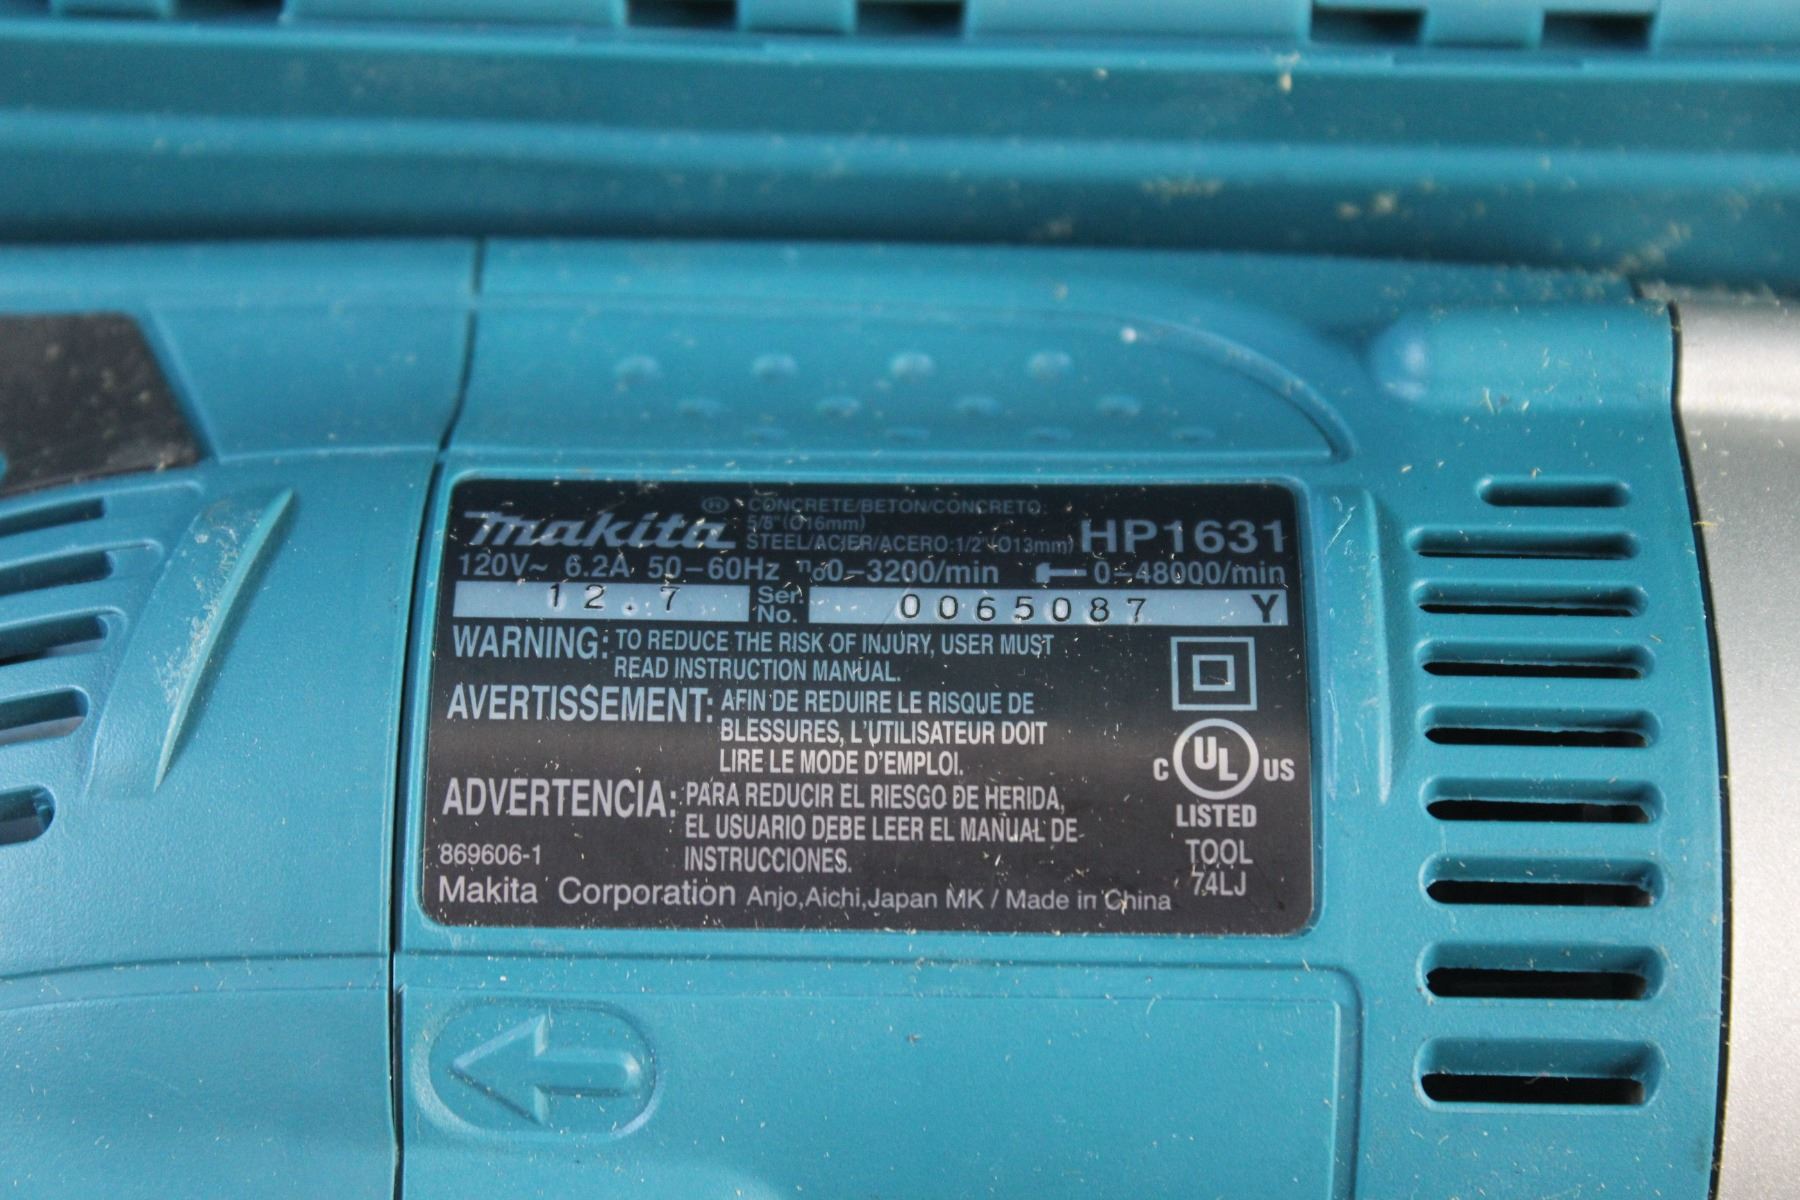 makita ® CONCRETE/BETON/CONCRETO: HP1631
5/8"(Ø16mm)
STEEL/ACIER/ACERO:1/2"(Ø13mm)
120V~ 6.2A 50–60Hz n₀0–3200/min 0–48000/min
12.7 Ser. No. 0065087 Y
WARNING: TO REDUCE THE RISK OF INJURY, USER MUST
READ INSTRUCTION MANUAL.
AVERTISSEMENT: AFIN DE REDUIRE LE RISQUE DE
BLESSURES, L'UTILISATEUR DOIT
LIRE LE MODE D'EMPLOI.
ADVERTENCIA: PARA REDUCIR EL RIESGO DE HERIDA,
EL USUARIO DEBE LEER EL MANUAL DE
INSTRUCCIONES.
869606-1
Makita Corporation Anjo,Aichi,Japan MK / Made in China
C UL US
LISTED
TOOL
74LJ